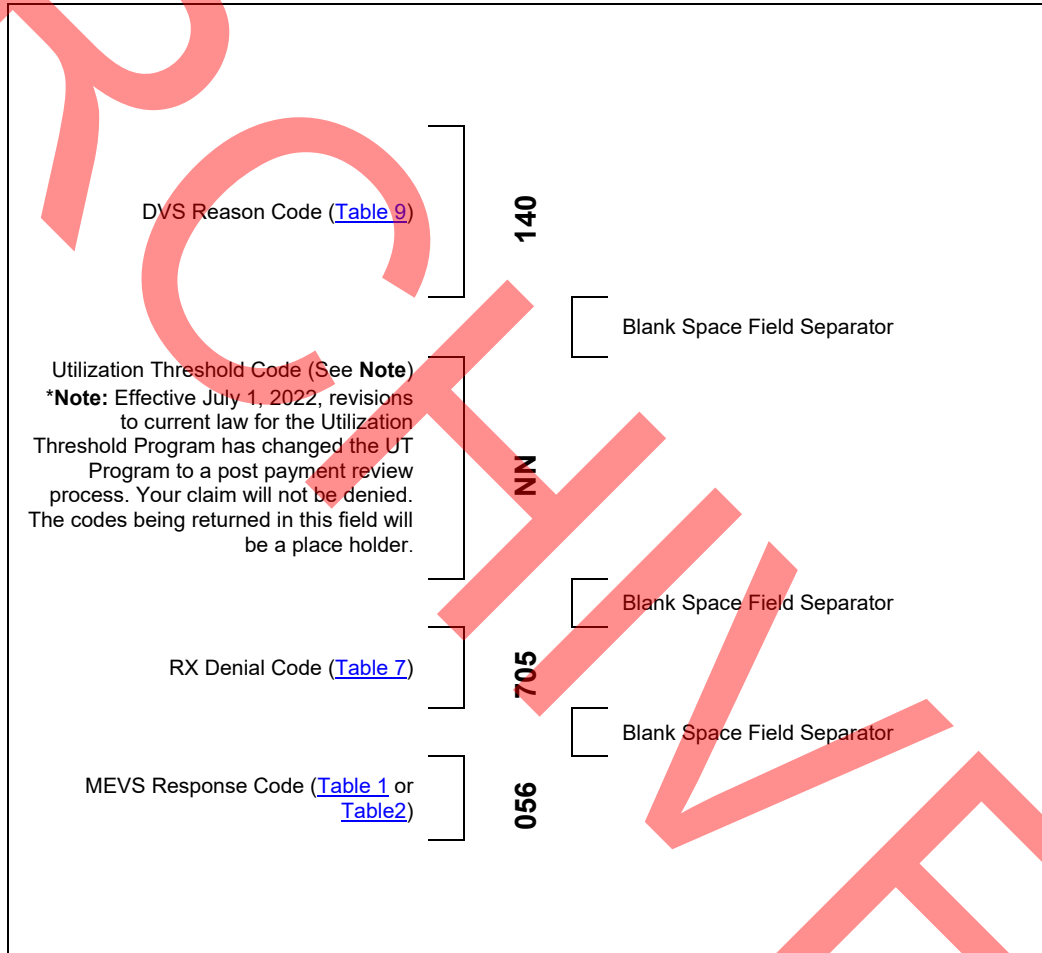 DVS Reason Code (Table 9)
140
Blank Space Field Separator
Utilization Threshold Code (See Note)
*Note: Effective July 1, 2022, revisions
to current law for the Utilization
Threshold Program has changed the UT
Program to a post payment review
process. Your claim will not be denied.
The codes being returned in this field will
be a place holder.
NN
Blank Space Field Separator
RX Denial Code (Table 7)
705
Blank Space Field Separator
MEVS Response Code (Table 1 or
Table2)
056
RCHIVE